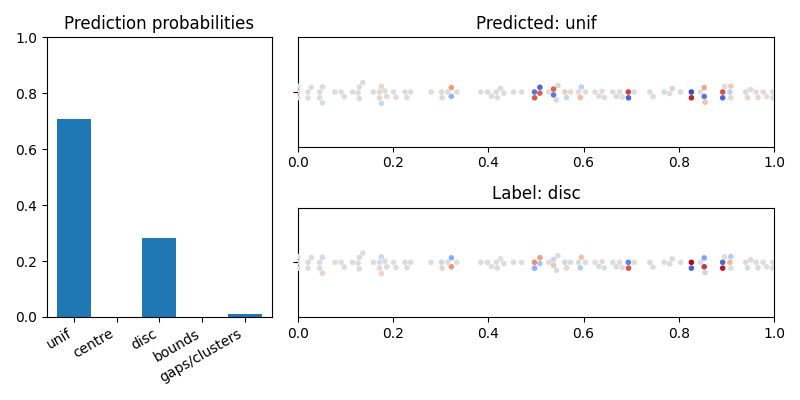 Prediction probabilities
1.0
0.8
0.6
0.4
0.2
0.0
unif
centre
disc
bounds
gaps/clusters
Predicted: unif
0.0 0.2 0.4 0.6 0.8 1.0
Label: disc
0.0 0.2 0.4 0.6 0.8 1.0